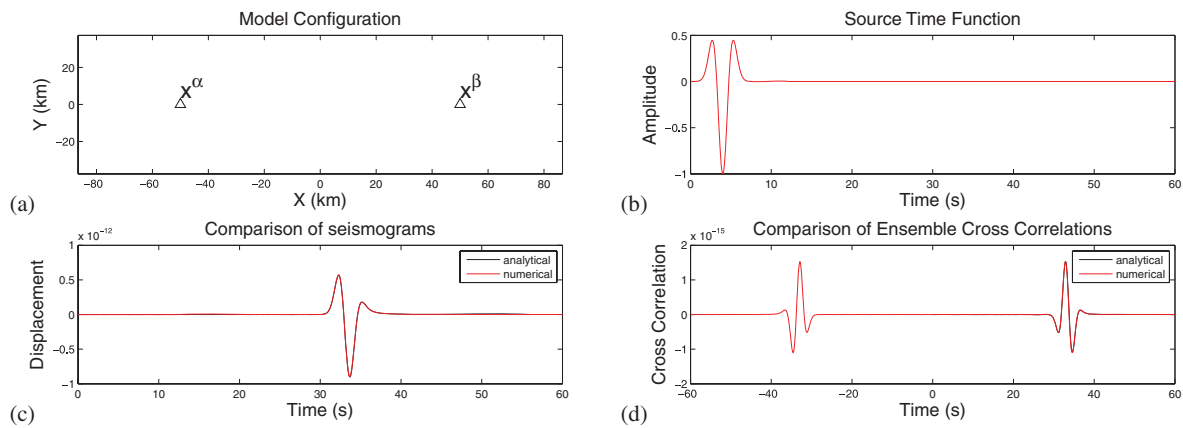 Model Configuration
20
0
−20
Y (km)
x^α
x^β
−80 −60 −40 −20 0 20 40 60 80
X (km)
(a)
Source Time Function
0.5
0
−0.5
−1
Amplitude
0 10 20 30 40 50 60
Time (s)
(b)
Comparison of seismograms
x 10^−12
1
0.5
0
−0.5
−1
Displacement
analytical
numerical
0 10 20 30 40 50 60
Time (s)
(c)
Comparison of Ensemble Cross Correlations
x 10^−15
2
1
0
−1
−2
Cross Correlation
analytical
numerical
−60 −40 −20 0 20 40 60
Time (s)
(d)